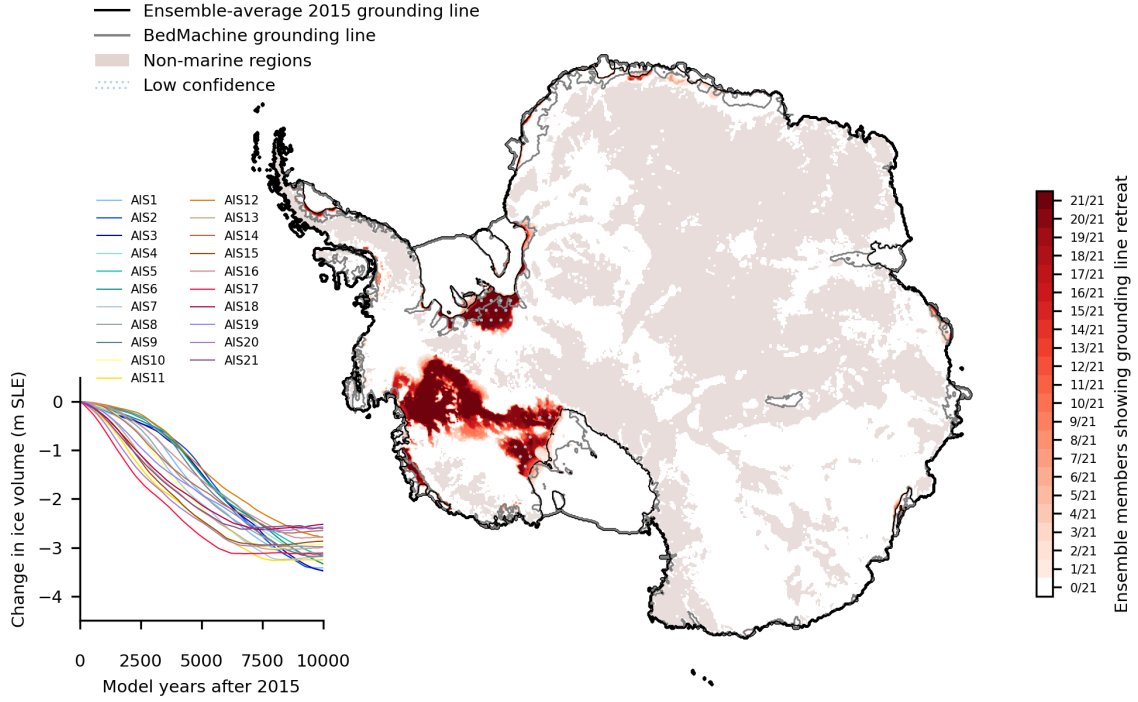 Ensemble-average 2015 grounding line
BedMachine grounding line
Non-marine regions
Low confidence
AIS1
AIS2
AIS3
AIS4
AIS5
AIS6
AIS7
AIS8
AIS9
AIS10
AIS11
AIS12
AIS13
AIS14
AIS15
AIS16
AIS17
AIS18
AIS19
AIS20
AIS21
Change in ice volume (m SLE)
0
−1
−2
−3
−4
0 2500 5000 7500 10000
Model years after 2015
21/21
20/21
19/21
18/21
17/21
16/21
15/21
14/21
13/21
12/21
11/21
10/21
9/21
8/21
7/21
6/21
5/21
4/21
3/21
2/21
1/21
0/21
Ensemble members showing grounding line retreat